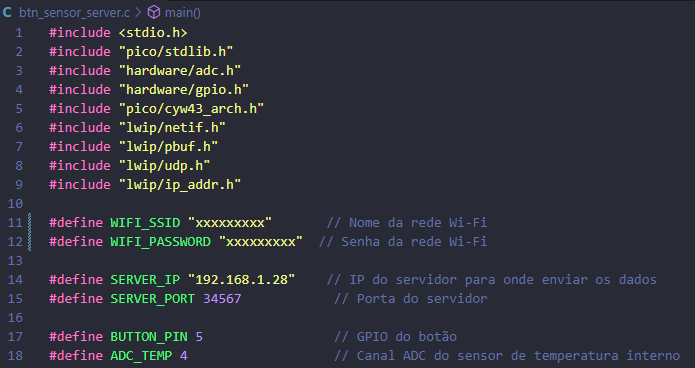 btn_sensor_server.c > main()
1 #include <stdio.h>
2 #include "pico/stdlib.h"
3 #include "hardware/adc.h"
4 #include "hardware/gpio.h"
5 #include "pico/cyw43_arch.h"
6 #include "lwip/netif.h"
7 #include "lwip/pbuf.h"
8 #include "lwip/udp.h"
9 #include "lwip/ip_addr.h"
10
11 #define WIFI_SSID "xxxxxxxxx" // Nome da rede Wi-Fi
12 #define WIFI_PASSWORD "xxxxxxxxx" // Senha da rede Wi-Fi
13
14 #define SERVER_IP "192.168.1.28" // IP do servidor para onde enviar os dados
15 #define SERVER_PORT 34567 // Porta do servidor
16
17 #define BUTTON_PIN 5 // GPIO do botão
18 #define ADC_TEMP 4 // Canal ADC do sensor de temperatura interno